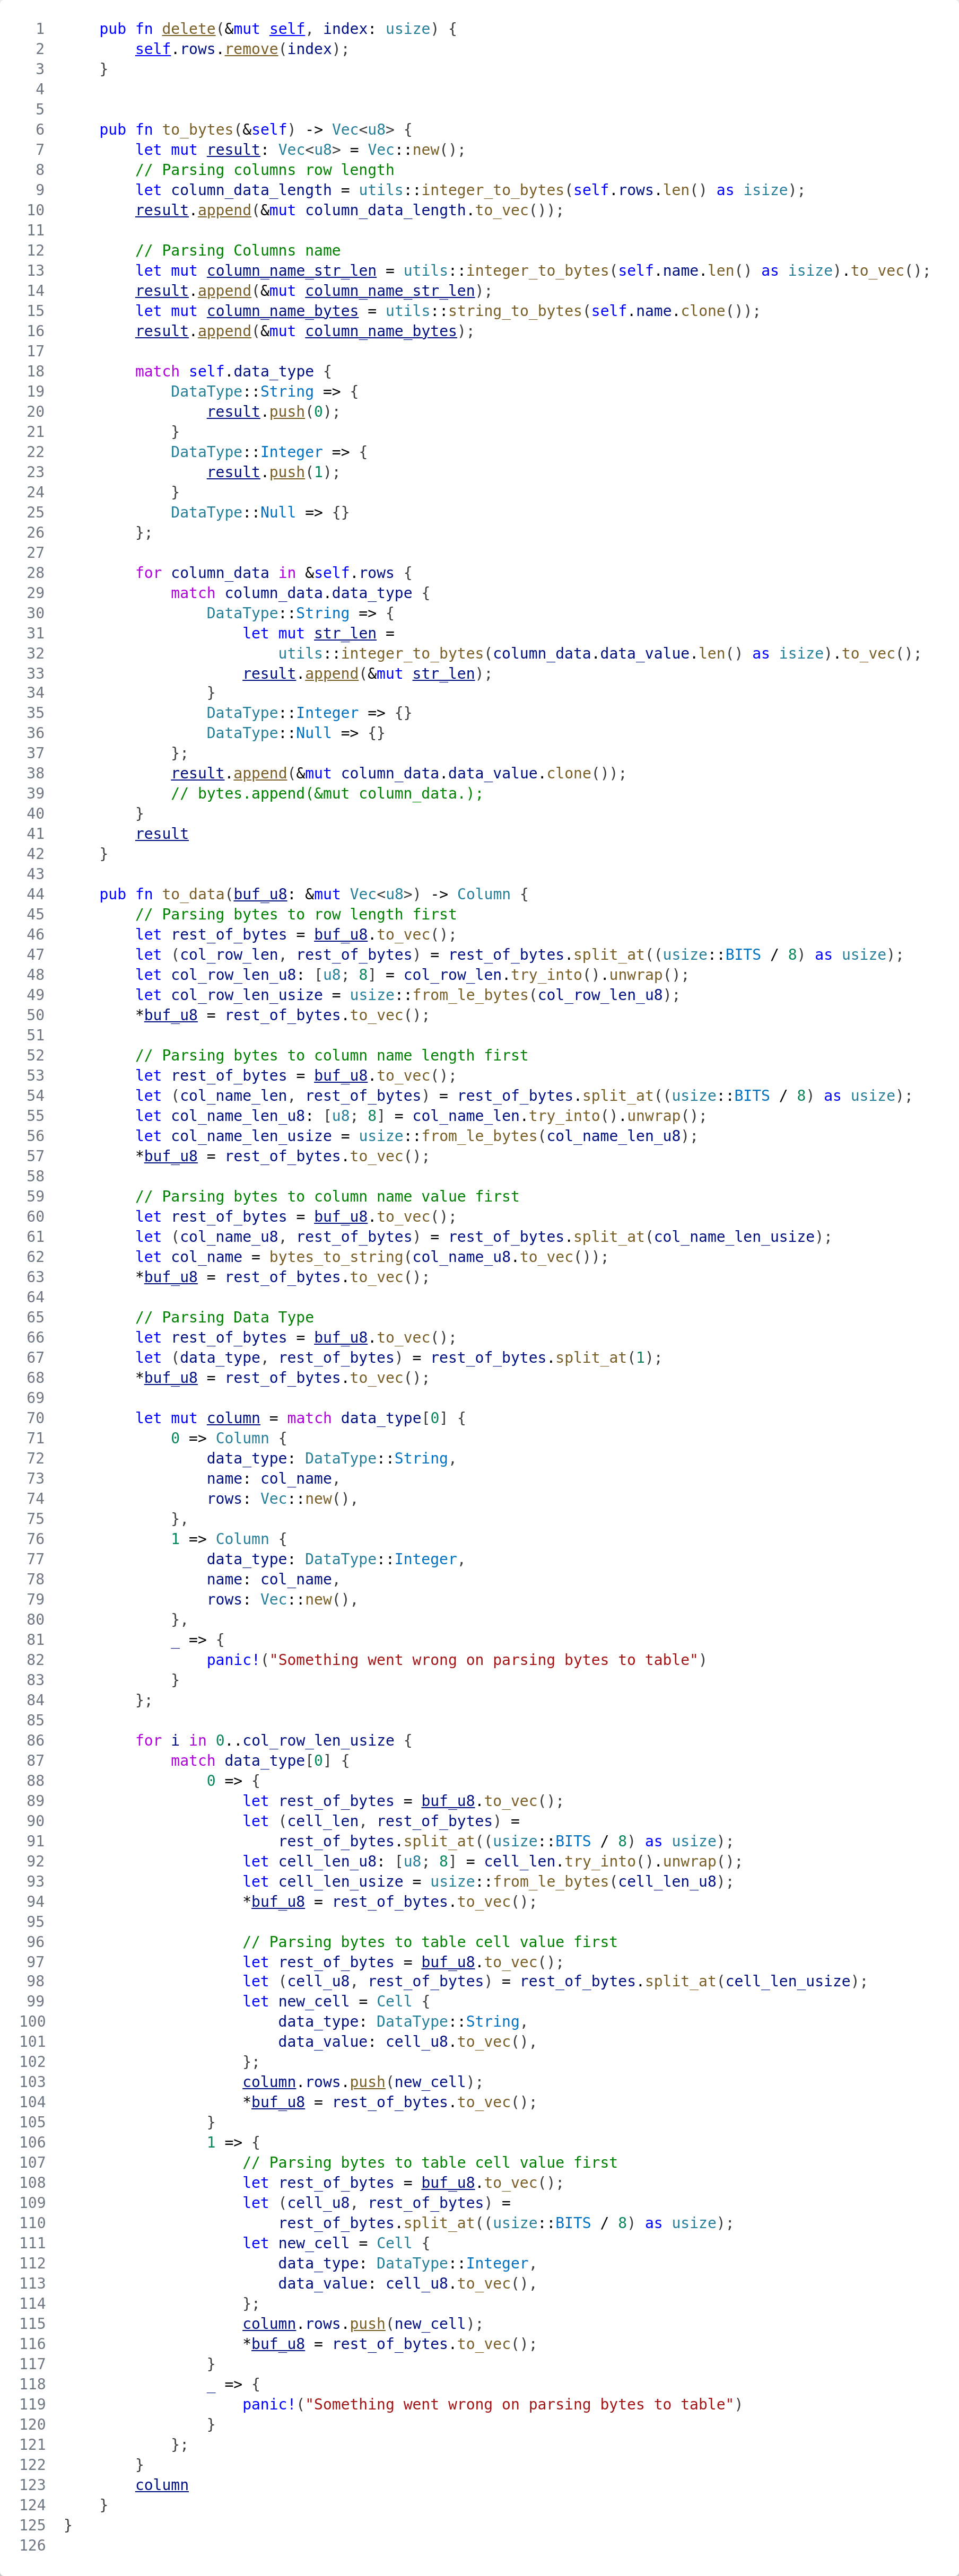 1 pub fn delete(&mut self, index: usize) {
2 self.rows.remove(index);
3 }
4
5
6 pub fn to_bytes(&self) -> Vec<u8> {
7 let mut result: Vec<u8> = Vec::new();
8 // Parsing columns row length
9 let column_data_length = utils::integer_to_bytes(self.rows.len() as isize);
10 result.append(&mut column_data_length.to_vec());
11
12 // Parsing Columns name
13 let mut column_name_str_len = utils::integer_to_bytes(self.name.len() as isize).to_vec();
14 result.append(&mut column_name_str_len);
15 let mut column_name_bytes = utils::string_to_bytes(self.name.clone());
16 result.append(&mut column_name_bytes);
17
18 match self.data_type {
19 DataType::String => {
20 result.push(0);
21 }
22 DataType::Integer => {
23 result.push(1);
24 }
25 DataType::Null => {}
26 };
27
28 for column_data in &self.rows {
29 match column_data.data_type {
30 DataType::String => {
31 let mut str_len =
32 utils::integer_to_bytes(column_data.data_value.len() as isize).to_vec();
33 result.append(&mut str_len);
34 }
35 DataType::Integer => {}
36 DataType::Null => {}
37 };
38 result.append(&mut column_data.data_value.clone());
39 // bytes.append(&mut column_data.);
40 }
41 result
42 }
43
44 pub fn to_data(buf_u8: &mut Vec<u8>) -> Column {
45 // Parsing bytes to row length first
46 let rest_of_bytes = buf_u8.to_vec();
47 let (col_row_len, rest_of_bytes) = rest_of_bytes.split_at((usize::BITS / 8) as usize);
48 let col_row_len_u8: [u8; 8] = col_row_len.try_into().unwrap();
49 let col_row_len_usize = usize::from_le_bytes(col_row_len_u8);
50 *buf_u8 = rest_of_bytes.to_vec();
51
52 // Parsing bytes to column name length first
53 let rest_of_bytes = buf_u8.to_vec();
54 let (col_name_len, rest_of_bytes) = rest_of_bytes.split_at((usize::BITS / 8) as usize);
55 let col_name_len_u8: [u8; 8] = col_name_len.try_into().unwrap();
56 let col_name_len_usize = usize::from_le_bytes(col_name_len_u8);
57 *buf_u8 = rest_of_bytes.to_vec();
58
59 // Parsing bytes to column name value first
60 let rest_of_bytes = buf_u8.to_vec();
61 let (col_name_u8, rest_of_bytes) = rest_of_bytes.split_at(col_name_len_usize);
62 let col_name = bytes_to_string(col_name_u8.to_vec());
63 *buf_u8 = rest_of_bytes.to_vec();
64
65 // Parsing Data Type
66 let rest_of_bytes = buf_u8.to_vec();
67 let (data_type, rest_of_bytes) = rest_of_bytes.split_at(1);
68 *buf_u8 = rest_of_bytes.to_vec();
69
70 let mut column = match data_type[0] {
71 0 => Column {
72 data_type: DataType::String,
73 name: col_name,
74 rows: Vec::new(),
75 },
76 1 => Column {
77 data_type: DataType::Integer,
78 name: col_name,
79 rows: Vec::new(),
80 },
81 _ => {
82 panic!("Something went wrong on parsing bytes to table")
83 }
84 };
85
86 for i in 0..col_row_len_usize {
87 match data_type[0] {
88 0 => {
89 let rest_of_bytes = buf_u8.to_vec();
90 let (cell_len, rest_of_bytes) =
91 rest_of_bytes.split_at((usize::BITS / 8) as usize);
92 let cell_len_u8: [u8; 8] = cell_len.try_into().unwrap();
93 let cell_len_usize = usize::from_le_bytes(cell_len_u8);
94 *buf_u8 = rest_of_bytes.to_vec();
95
96 // Parsing bytes to table cell value first
97 let rest_of_bytes = buf_u8.to_vec();
98 let (cell_u8, rest_of_bytes) = rest_of_bytes.split_at(cell_len_usize);
99 let new_cell = Cell {
100 data_type: DataType::String,
101 data_value: cell_u8.to_vec(),
102 };
103 column.rows.push(new_cell);
104 *buf_u8 = rest_of_bytes.to_vec();
105 }
106 1 => {
107 // Parsing bytes to table cell value first
108 let rest_of_bytes = buf_u8.to_vec();
109 let (cell_u8, rest_of_bytes) =
110 rest_of_bytes.split_at((usize::BITS / 8) as usize);
111 let new_cell = Cell {
112 data_type: DataType::Integer,
113 data_value: cell_u8.to_vec(),
114 };
115 column.rows.push(new_cell);
116 *buf_u8 = rest_of_bytes.to_vec();
117 }
118 _ => {
119 panic!("Something went wrong on parsing bytes to table")
120 }
121 };
122 }
123 column
124 }
125 }
126